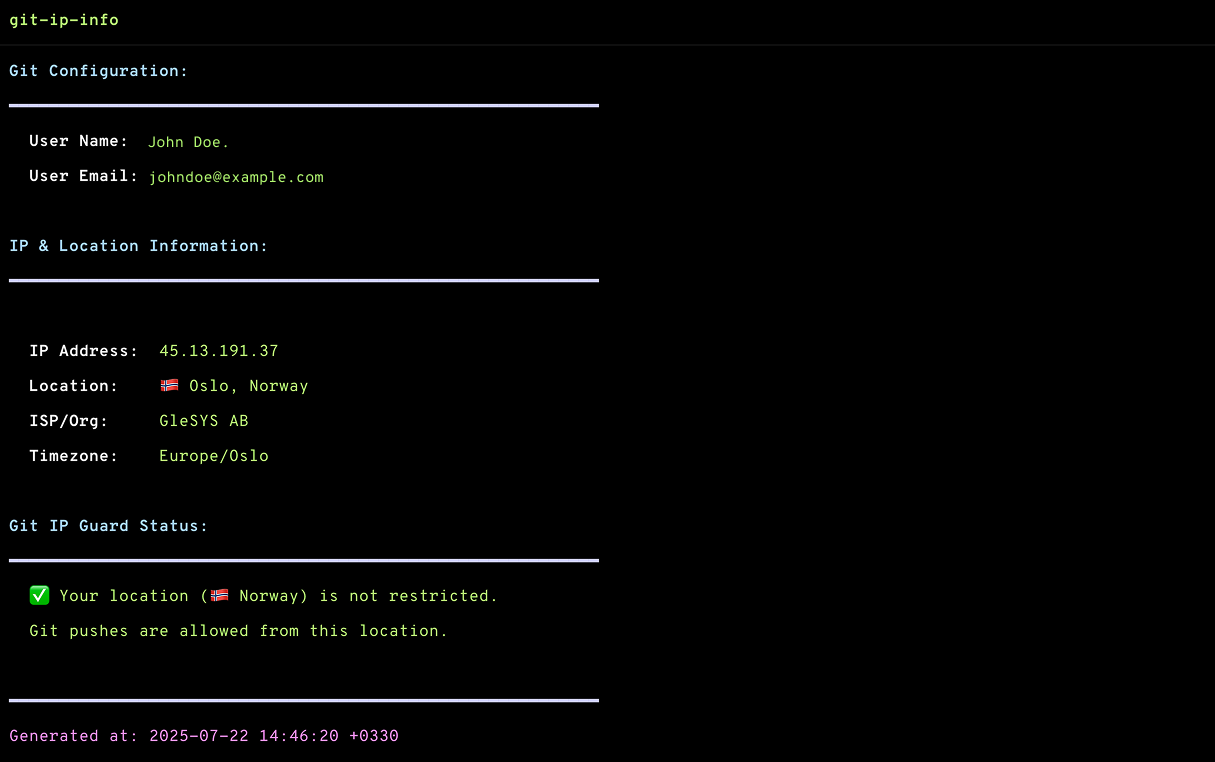 git-ip-info
Git Configuration:
User Name: John Doe.
User Email: johndoe@example.com
IP & Location Information:
IP Address: 45.13.191.37
Location: 🇳🇴 Oslo, Norway
ISP/Org: GleSYS AB
Timezone: Europe/Oslo
Git IP Guard Status:
✅ Your location (🇳🇴 Norway) is not restricted.
Git pushes are allowed from this location.
Generated at: 2025-07-22 14:46:20 +0330